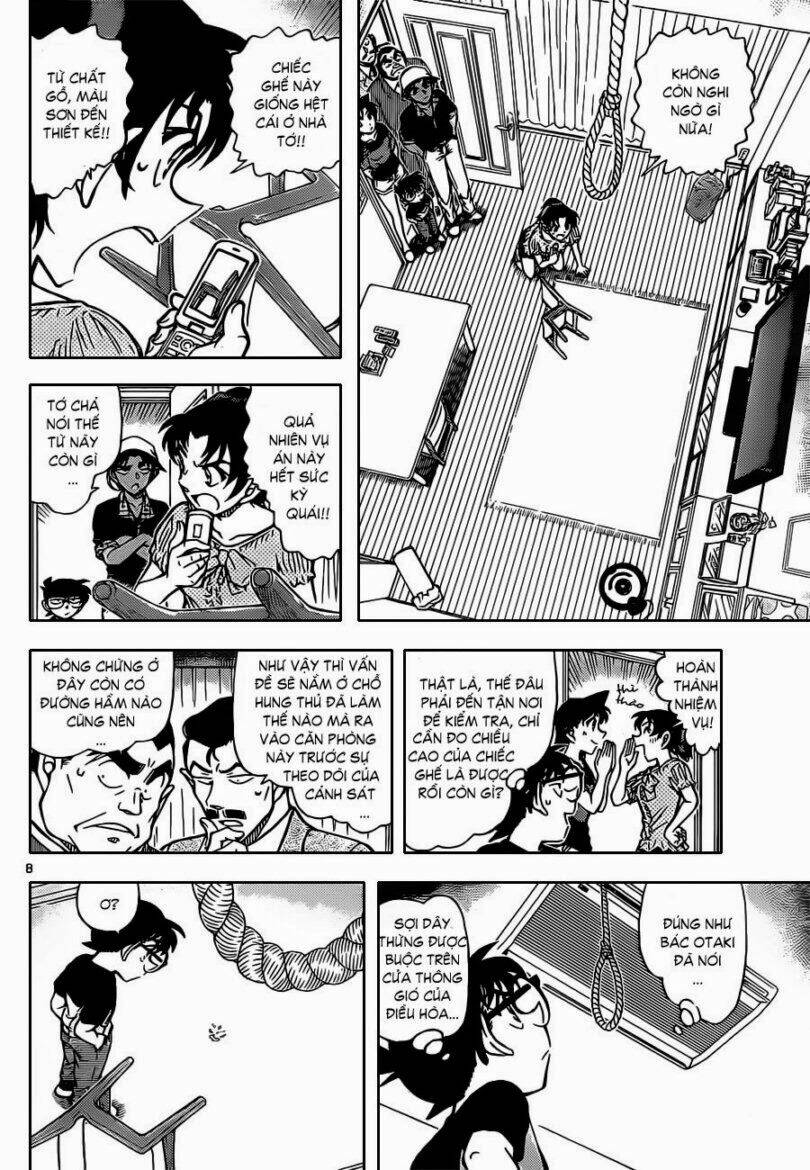 KHÔNG
CÒN NGHI
NGỜ GÌ
NỮA!
CHIẾC
GHẾ NÀY
GIỐNG HỆT
CÁI Ở NHÀ
TỚ!!
TỪ CHẤT
GỖ, MÀU
SƠN ĐẾN
THIẾT KẾ!!
QUẢ
NHIÊN VỤ
ÁN NÀY
HẾT SỨC
KỲ
QUÁI!!
TỚ CHẢ
NÓI THẾ
TỪ NÃY
CÒN GÌ
...
HOÀN
THÀNH
NHIỆM
VỤ!
thì
thào
THẬT LÀ, THẾ ĐÂU
PHẢI ĐẾN TẬN NƠI
ĐỂ KIỂM TRA, CHỈ
CẦN ĐO CHIỀU
CAO CỦA CHIẾC
GHẾ LÀ ĐƯỢC
RỒI CÒN GÌ?
NHƯ VẬY THÌ VẤN
ĐỀ SẼ NẰM Ở CHỖ
HUNG THỦ ĐÃ LÀM
THẾ NÀO MÀ RA
VÀO CĂN PHÒNG
NÀY TRƯỚC SỰ
THEO DÕI CỦA
CẢNH SÁT
...
KHÔNG CHỨNG Ở
ĐÂY CÒN CÓ
ĐƯỜNG HẦM NÀO
CŨNG NÊN
...
8
ĐÚNG NHƯ
BÁC OTAKI
ĐÃ NÓI
...
SỢI DÂY
THỪNG ĐƯỢC
BUỘC TRÊN
CỬA THÔNG
GIÓ CỦA
ĐIỀU HÒA...
Ơ?